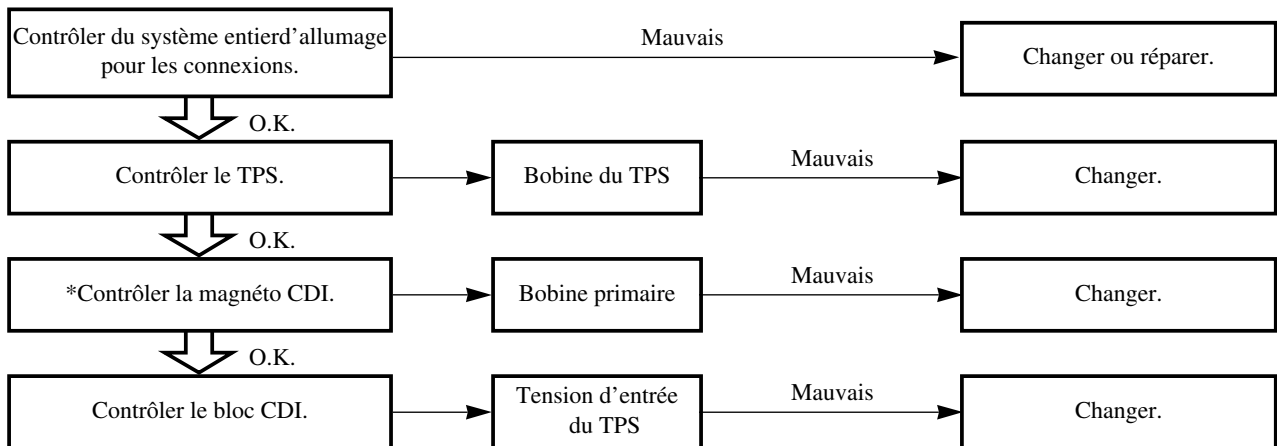 Contrôler du système entierd’allumage
pour les connexions.
Mauvais
Changer ou réparer.
O.K.
Contrôler le TPS.
Bobine du TPS
Mauvais
Changer.
O.K.
*Contrôler la magnéto CDI.
Bobine primaire
Mauvais
Changer.
O.K.
Contrôler le bloc CDI.
Tension d’entrée
du TPS
Mauvais
Changer.